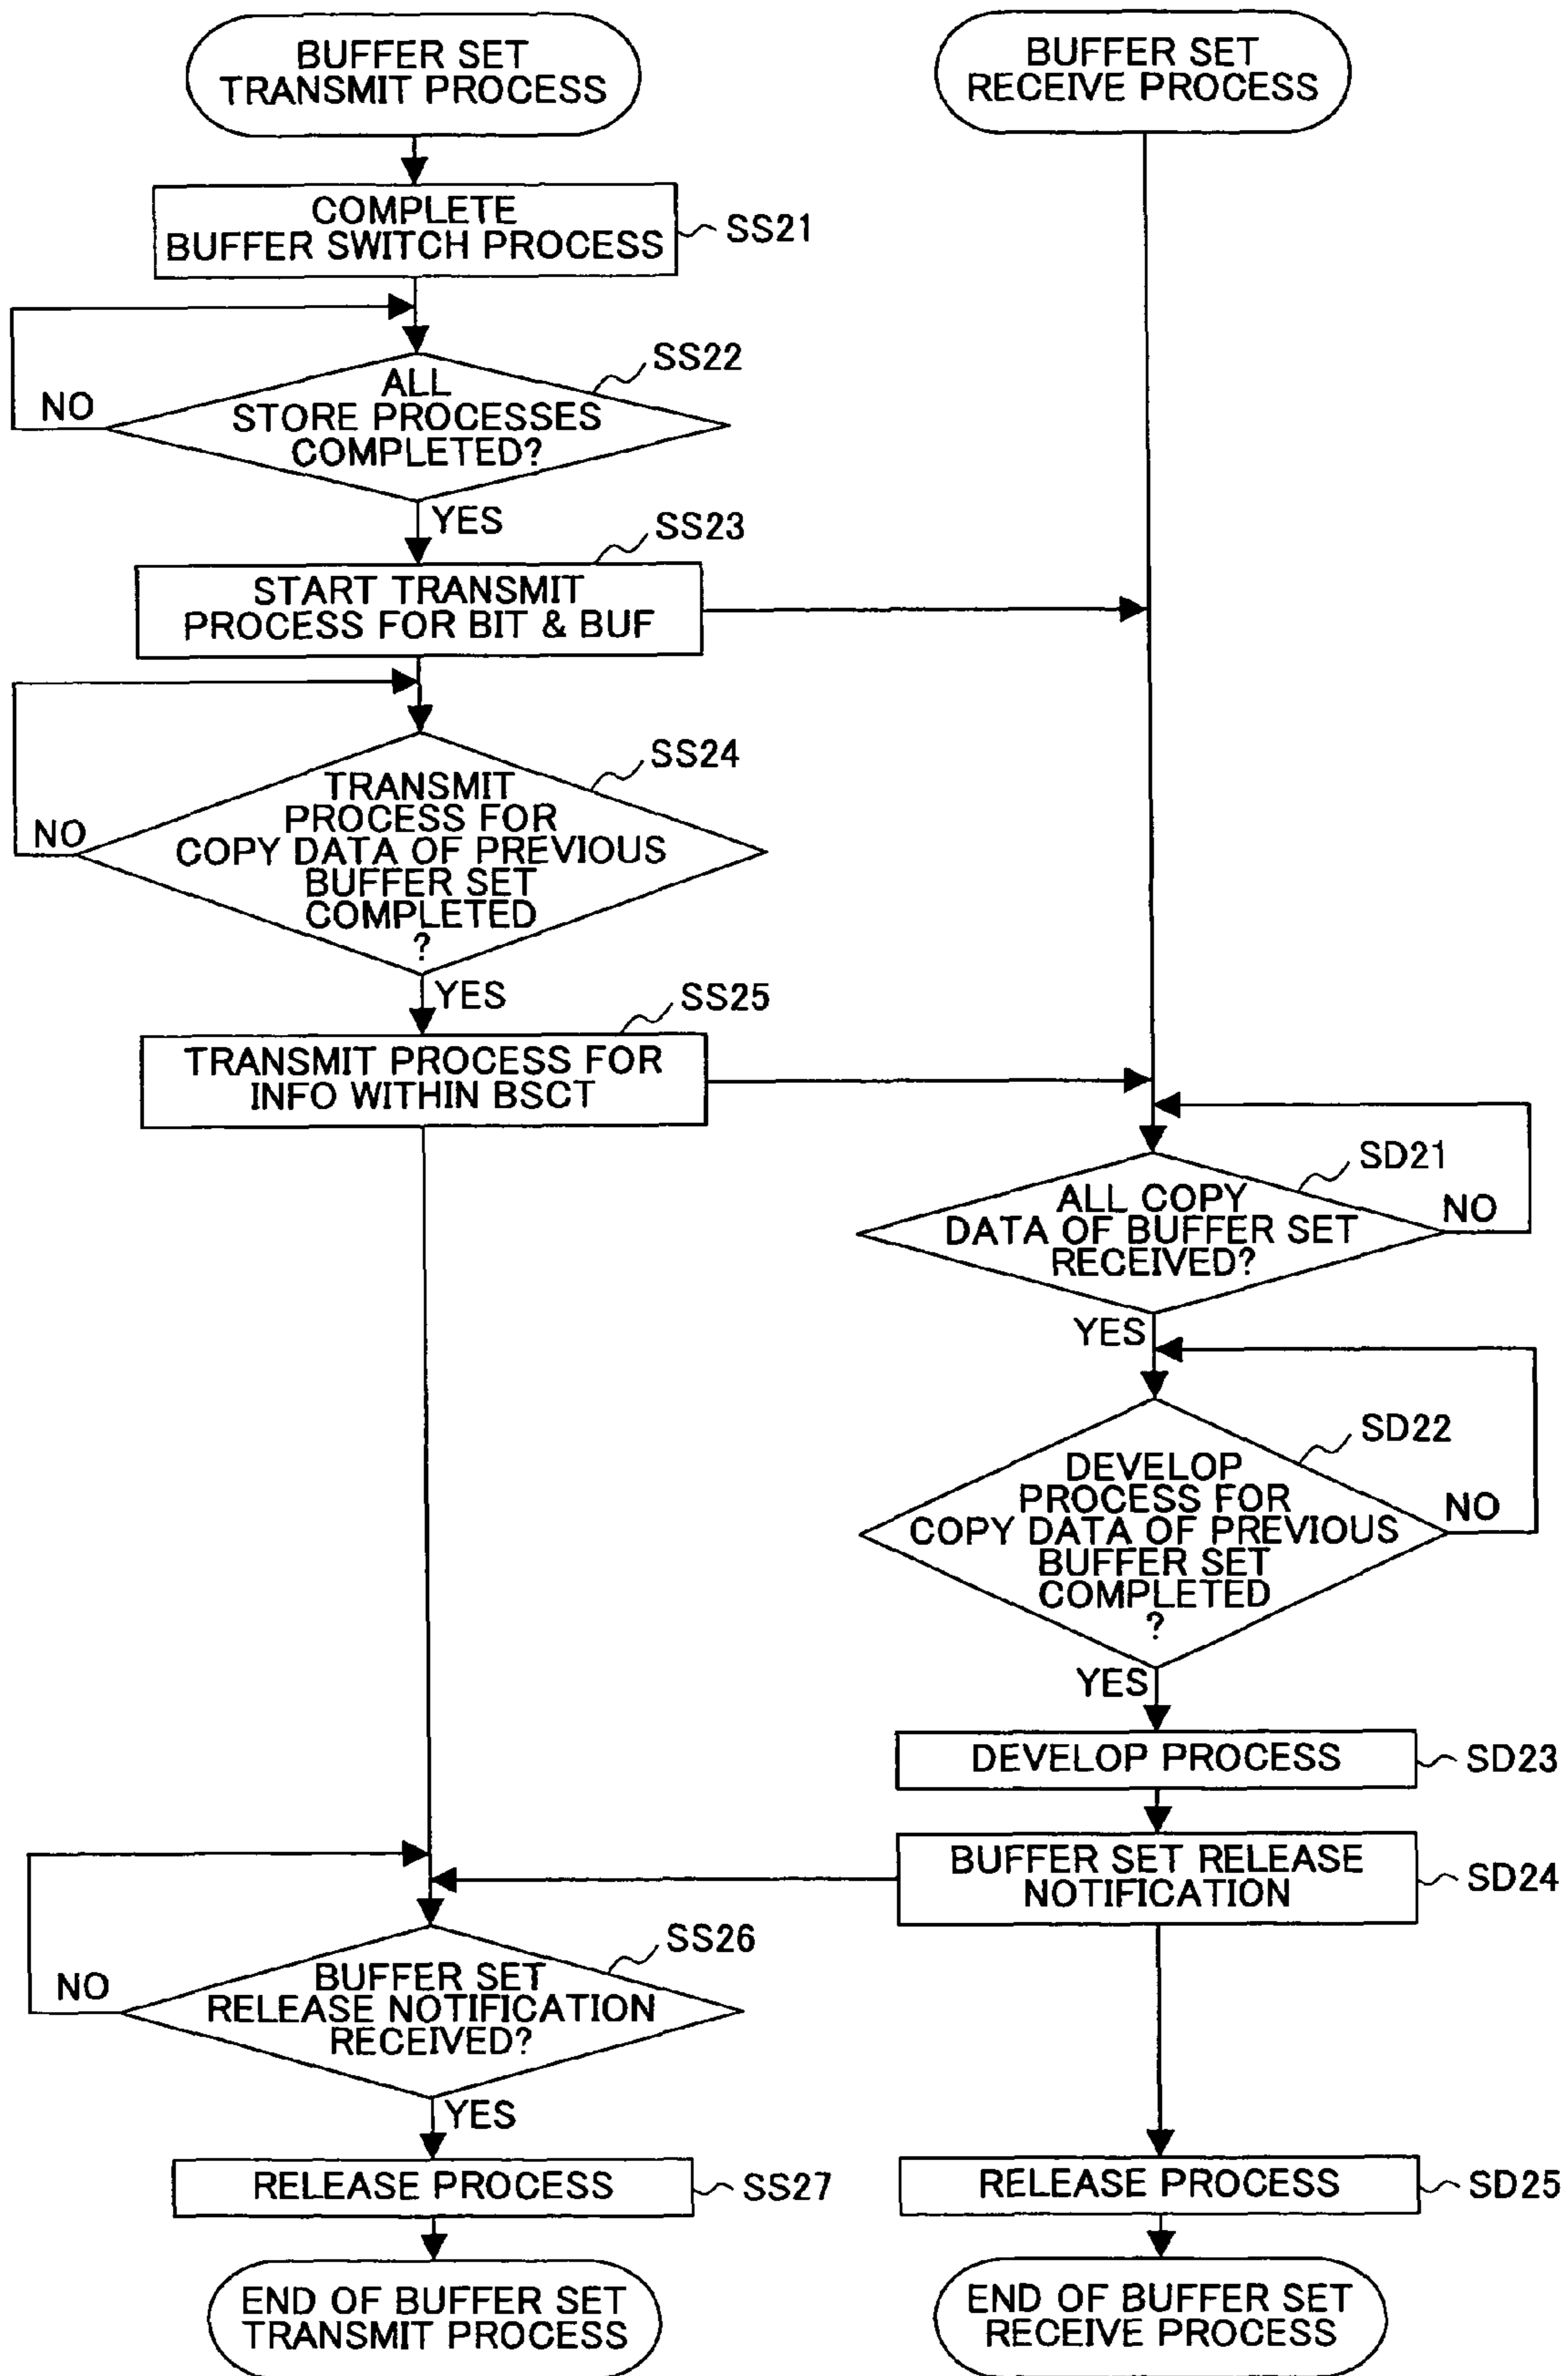 BUFFER SET
TRANSMIT PROCESS
BUFFER SET
RECEIVE PROCESS
COMPLETE
BUFFER SWITCH PROCESS
SS21
SS22
ALL
STORE PROCESSES
COMPLETED?
NO
YES
SS23
START TRANSMIT
PROCESS FOR BIT & BUF
SS24
TRANSMIT
PROCESS FOR
COPY DATA OF PREVIOUS
BUFFER SET
COMPLETED
?
NO
YES
SS25
TRANSMIT PROCESS FOR
INFO WITHIN BSCT
SD21
ALL COPY
DATA OF BUFFER SET
RECEIVED?
NO
YES
SD22
DEVELOP
PROCESS FOR
COPY DATA OF PREVIOUS
BUFFER SET
COMPLETED
?
NO
YES
DEVELOP PROCESS
SD23
BUFFER SET RELEASE
NOTIFICATION
SD24
SS26
BUFFER SET
RELEASE NOTIFICATION
RECEIVED?
NO
YES
RELEASE PROCESS
SS27
RELEASE PROCESS
SD25
END OF BUFFER SET
TRANSMIT PROCESS
END OF BUFFER SET
RECEIVE PROCESS